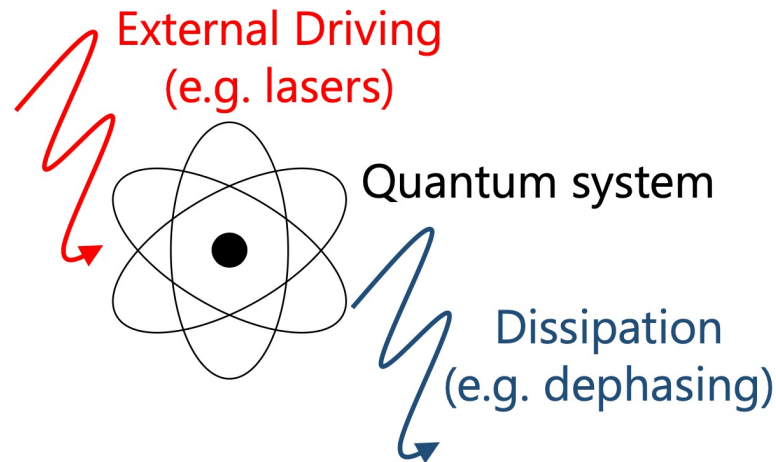 External Driving
(e.g. lasers)
Quantum system
Dissipation
(e.g. dephasing)